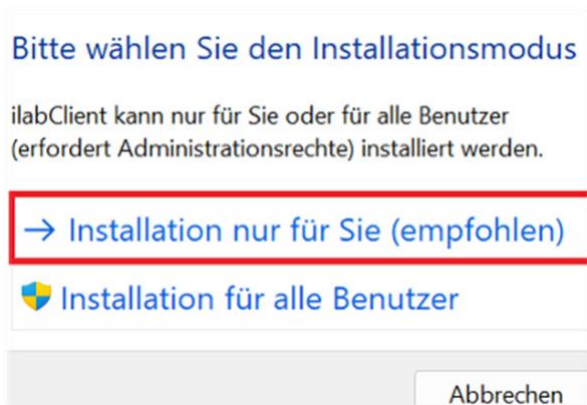 Bitte wählen Sie den Installationsmodus
ilabClient kann nur für Sie oder für alle Benutzer
(erfordert Administrationsrechte) installiert werden.
→ Installation nur für Sie (empfohlen)
Installation für alle Benutzer
Abbrechen